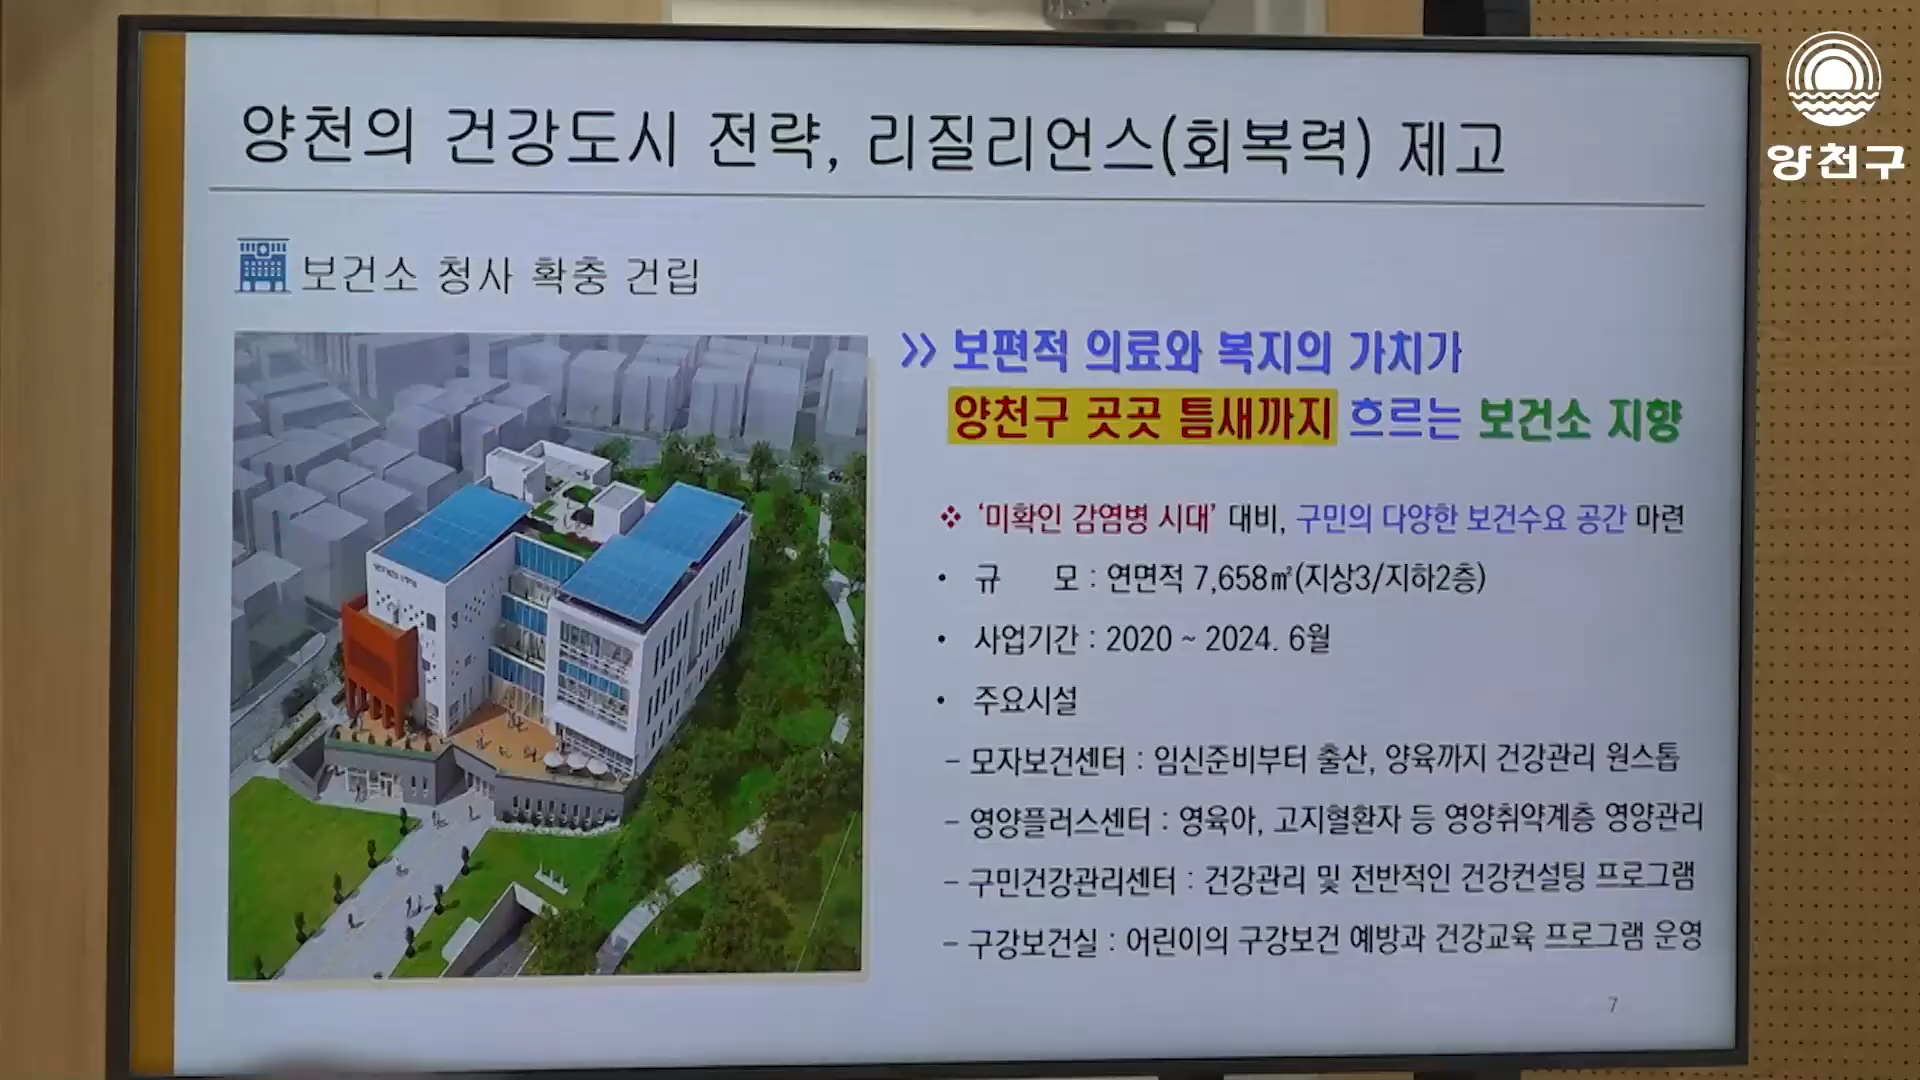 양천의 건강도시 전략, 리질리언스(회복력) 제고
양천구
보건소 청사 확충 건립
>> 보편적 의료와 복지의 가치가
양천구 곳곳 틈새까지 흐르는 보건소 지향
❖ '미확인 감염병 시대' 대비, 구민의 다양한 보건수요 공간 마련
• 규 모 : 연면적 7,658㎡(지상3/지하2층)
• 사업기간 : 2020 ~ 2024. 6월
• 주요시설
– 모자보건센터 : 임신준비부터 출산, 양육까지 건강관리 원스톱
– 영양플러스센터 : 영육아, 고지혈환자 등 영양취약계층 영양관리
– 구민건강관리센터 : 건강관리 및 전반적인 건강컨설팅 프로그램
– 구강보건실 : 어린이의 구강보건 예방과 건강교육 프로그램 운영
7